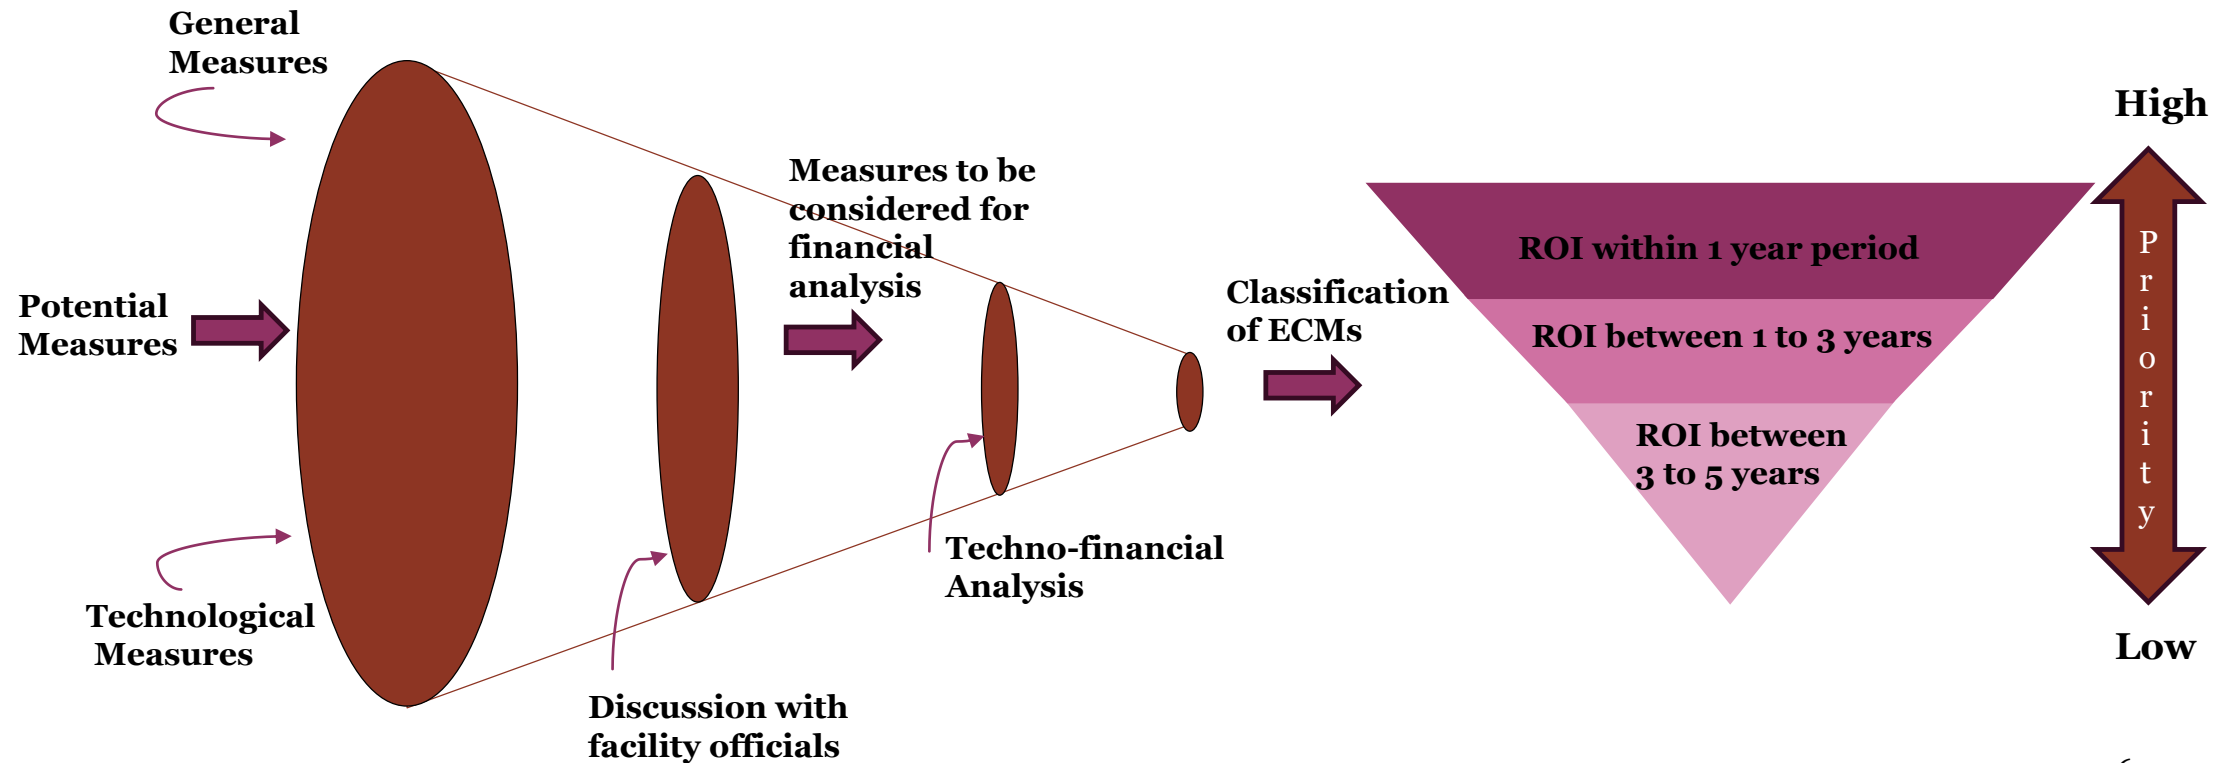 General
Measures
Potential
Measures
Technological
Measures
Discussion with
facility officials
Measures to be
considered for
financial
analysis
Techno-financial
Analysis
Classification
of ECMs
ROI within 1 year period
ROI between 1 to 3 years
ROI between
3 to 5 years
High
Priority
Low